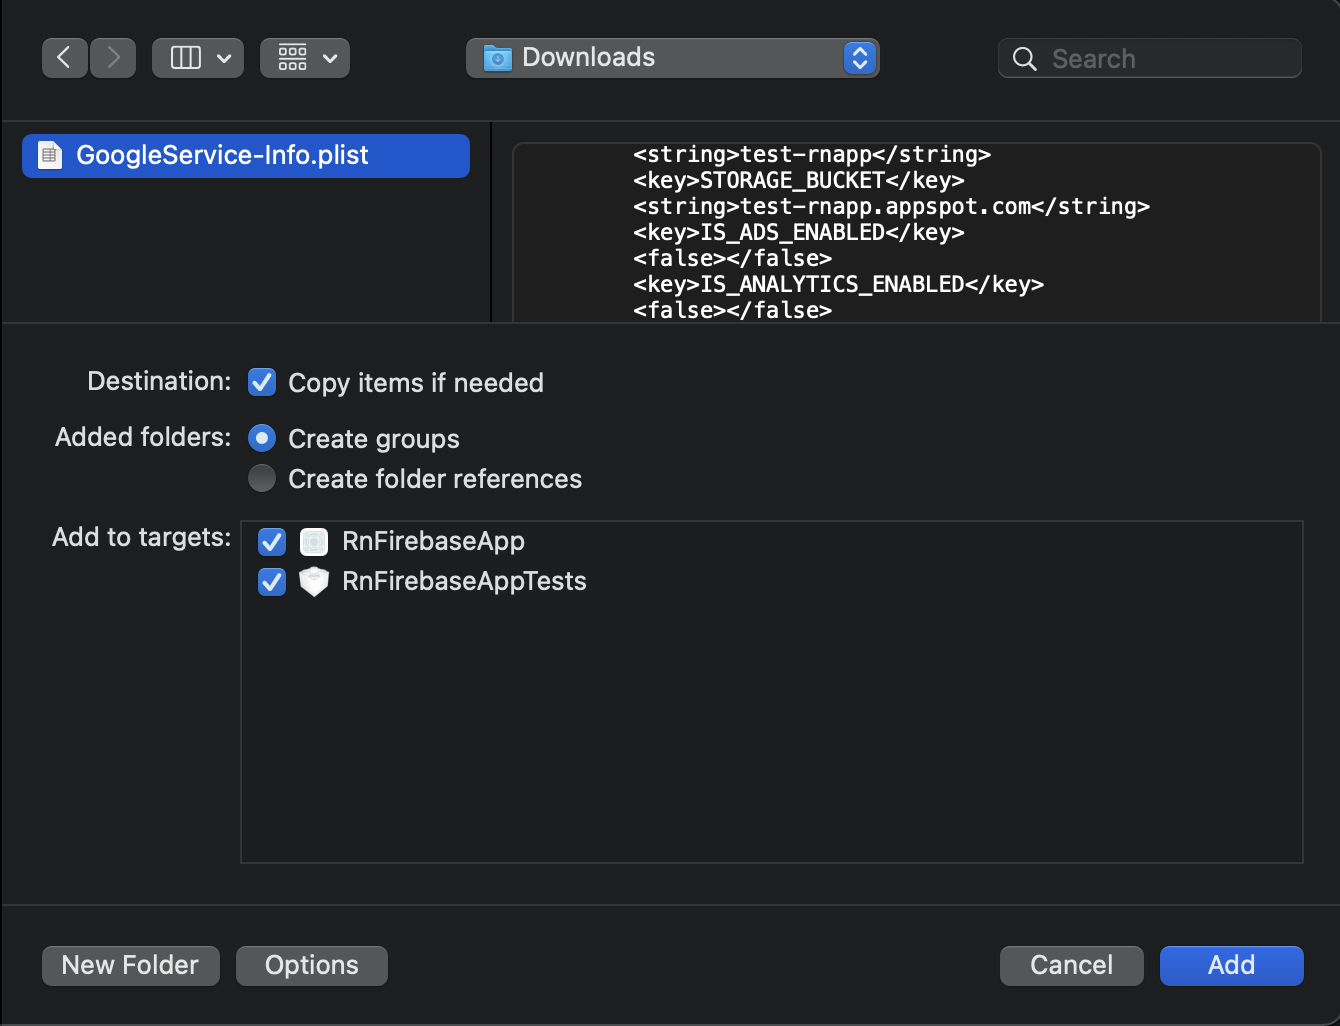 Downloads
Search
GoogleService-Info.plist
<string>test-rnapp</string>
<key>STORAGE_BUCKET</key>
<string>test-rnapp.appspot.com</string>
<key>IS_ADS_ENABLED</key>
<false></false>
<key>IS_ANALYTICS_ENABLED</key>
<false></false>
Destination: Copy items if needed
Added folders: Create groups
Create folder references
Add to targets: RnFirebaseApp
RnFirebaseAppTests
New Folder Options Cancel Add